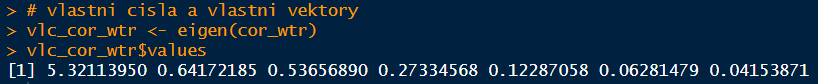 > # vlastni cisla a vlastni vektory
> vlc_cor_wtr <- eigen(cor_wtr)
> vlc_cor_wtr$values
[1] 5.32113950 0.64172185 0.53656890 0.27334568 0.12287058 0.06281479 0.04153871